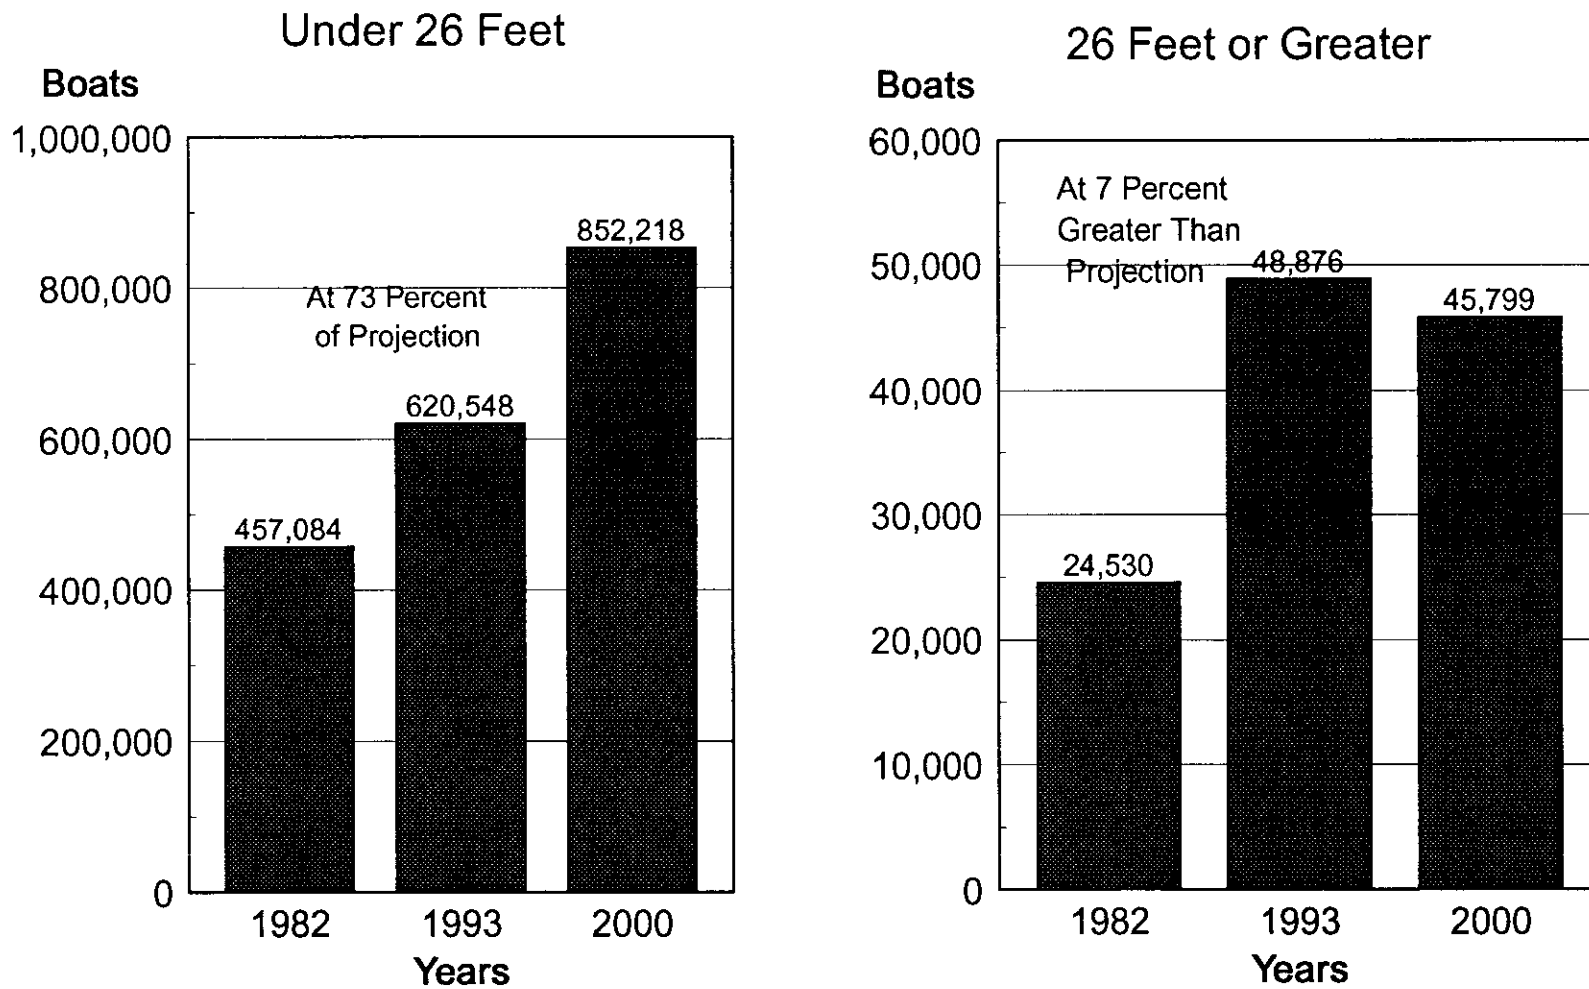 Under 26 Feet
Boats
1,000,000
800,000
600,000
400,000
200,000
0
At 73 Percent
of Projection
457,084
620,548
852,218
1982 1993 2000
Years
26 Feet or Greater
Boats
60,000
50,000
40,000
30,000
20,000
10,000
0
At 7 Percent
Greater Than
Projection
24,530
48,876
45,799
1982 1993 2000
Years